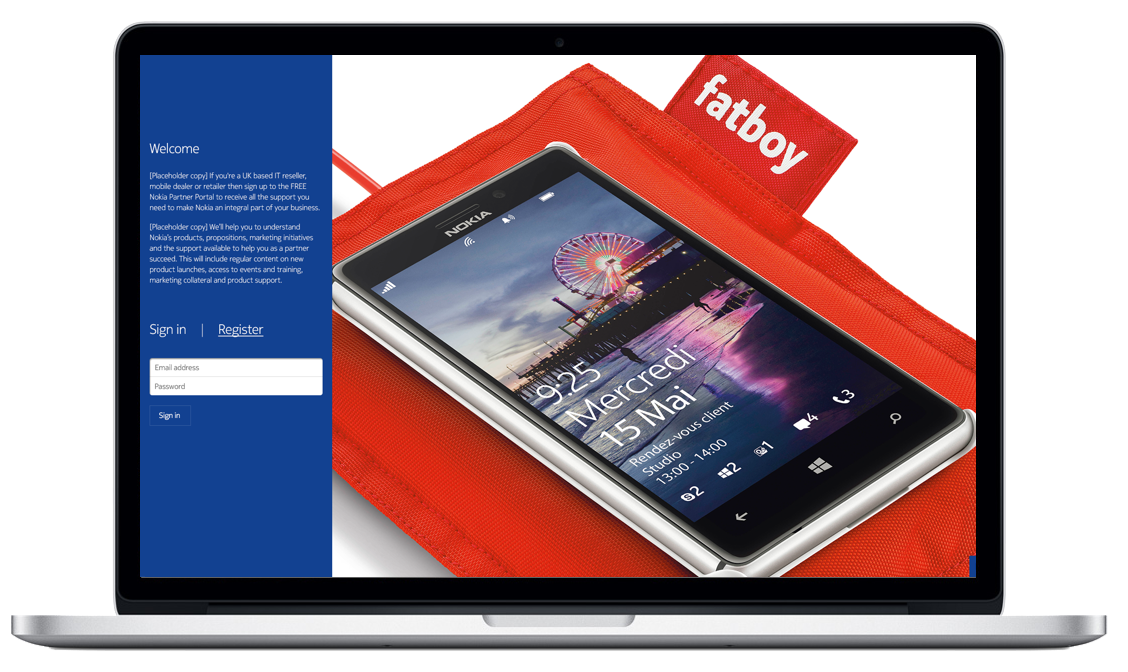 Welcome
[Placeholder copy] If you're a UK based IT reseller,
mobile dealer or retailer then sign up to the FREE
Nokia Partner Portal to receive all the support you
need to make Nokia an integral part of your business.
[Placeholder copy] We'll help you to understand
Nokia's products, propositions, marketing initiatives
and the support available to help you as a partner
succeed. This will include regular content on new
product launches, access to events and training,
marketing collateral and product support.
Sign in | Register
Email address
Password
Sign in
fatboy
NOKIA
9:25
Mercredi
15 Mai
Rendez-vous client
Studio
13:00 - 14:00
2
2
1
4
3